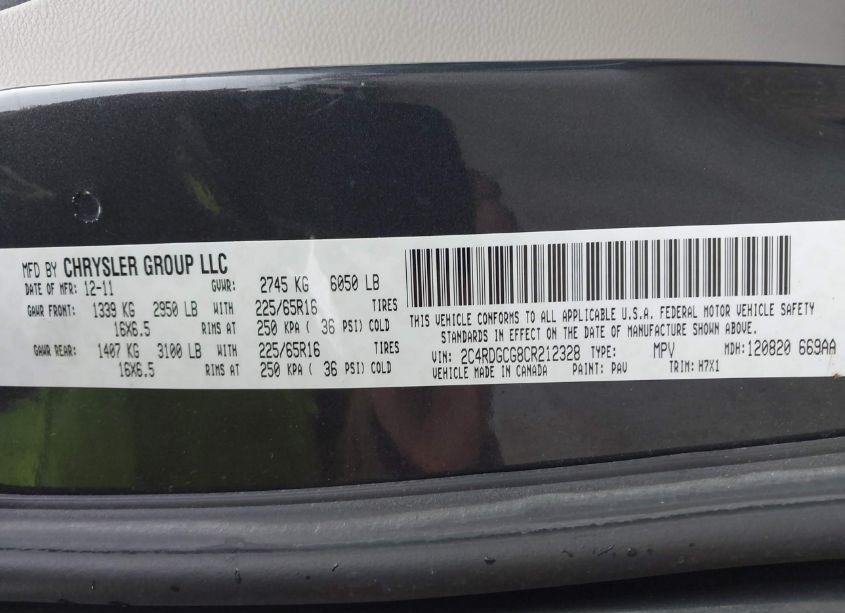 MFD BY CHRYSLER GROUP LLC
DATE OF MFR: 12-11 GVWR: 2745 KG 6050 LB
GAWR FRONT: 1339 KG 2950 LB WITH 225/65R16 TIRES
16X6.5 RIMS AT 250 KPA ( 36 PSI) COLD
GAWR REAR: 1407 KG 3100 LB WITH 225/65R16 TIRES
16X6.5 RIMS AT 250 KPA ( 36 PSI) COLD
THIS VEHICLE CONFORMS TO ALL APPLICABLE U.S.A. FEDERAL MOTOR VEHICLE SAFETY
STANDARDS IN EFFECT ON THE DATE OF MANUFACTURE SHOWN ABOVE.
VIN: 2C4RDGCG8CR212328 TYPE: MPV MDH: 120820 669AA
VEHICLE MADE IN CANADA PAINT: PAV TRIM: H7X1